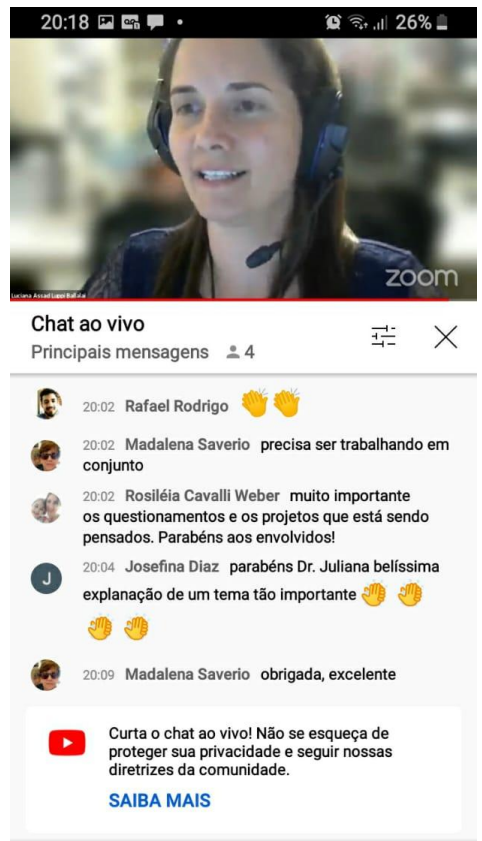 20:18 26%
zoom
Luciana Assad Luppi Ballalai
Chat ao vivo
Principais mensagens 4
20:02 Rafael Rodrigo
20:02 Madalena Saverio precisa ser trabalhando em
conjunto
20:02 Rosiléia Cavalli Weber muito importante
os questionamentos e os projetos que está sendo
pensados. Parabéns aos envolvidos!
J 20:04 Josefina Diaz parabéns Dr. Juliana belíssima
explanação de um tema tão importante
20:09 Madalena Saverio obrigada, excelente
Curta o chat ao vivo! Não se esqueça de
proteger sua privacidade e seguir nossas
diretrizes da comunidade.
SAIBA MAIS